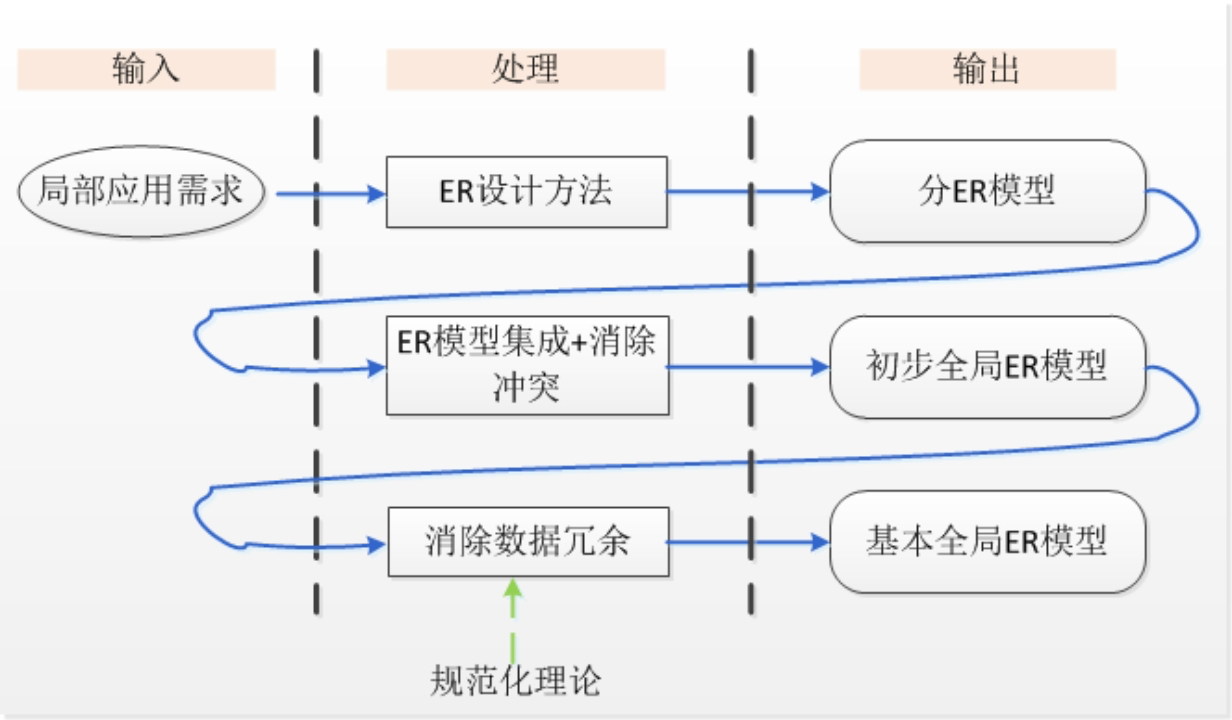 输入
处理
输出
局部应用需求
ER设计方法
分ER模型
ER模型集成+消除
冲突
初步全局ER模型
消除数据冗余
基本全局ER模型
规范化理论